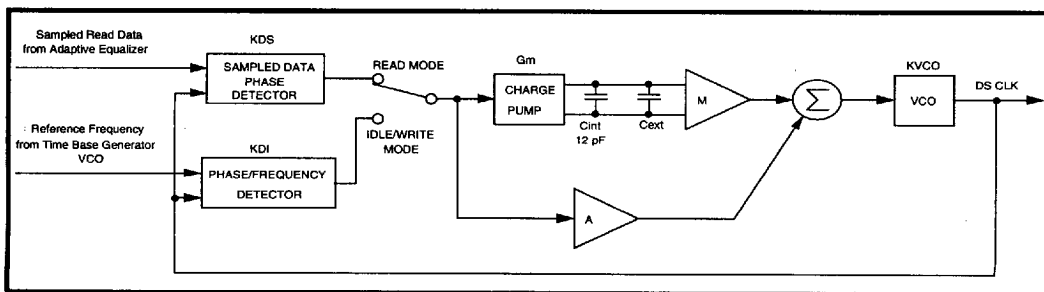 Sampled Read Data
from Adaptive Equalizer
KDS
SAMPLED DATA
PHASE
DETECTOR
READ MODE
IDLE/WRITE
MODE
Reference Frequency
from Time Base Generator
VCO
KDI
PHASE/FREQUENCY
DETECTOR
Gm
CHARGE
PUMP
Cint
12 pF
Cext
M
A
Σ
KVCO
VCO
DS CLK